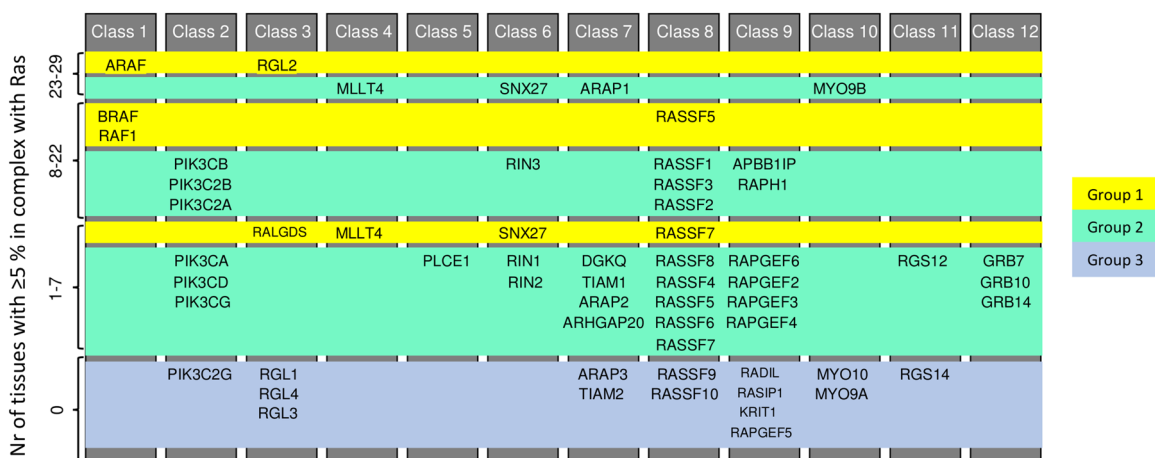 Class 1 Class 2 Class 3 Class 4 Class 5 Class 6 Class 7 Class 8 Class 9 Class 10 Class 11 Class 12
Nr of tissues with ≥5 % in complex with Ras
23-29
ARAF RGL2
MLLT4 SNX27 ARAP1 MYO9B
8-22
BRAF RASSF5
RAF1
PIK3CB RIN3 RASSF1 APBB1IP
PIK3C2B RASSF3 RAPH1
PIK3C2A RASSF2
1-7
RALGDS MLLT4 SNX27 RASSF7
PIK3CA PLCE1 RIN1 DGKQ RASSF8 RAPGEF6 RGS12 GRB7
PIK3CD RIN2 TIAM1 RASSF4 RAPGEF2 GRB10
PIK3CG ARAP2 RASSF5 RAPGEF3 GRB14
ARHGAP20 RASSF6 RAPGEF4
RASSF7
0
PIK3C2G RGL1 ARAP3 RASSF9 RADIL MYO10 RGS14
RGL4 TIAM2 RASSF10 RASIP1 MYO9A
RGL3 KRIT1
RAPGEF5
Group 1
Group 2
Group 3